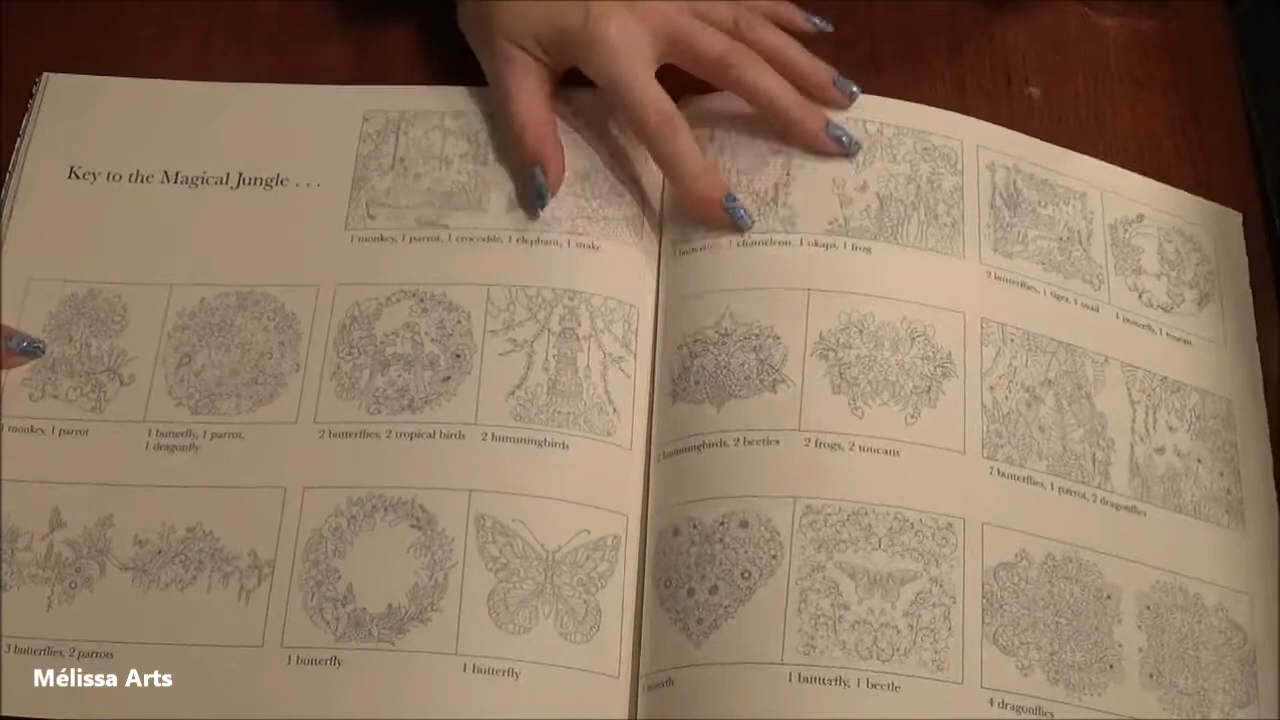 Key to the Magical Jungle . . .
1 monkey, 1 parrot, 1 crocodile, 1 elephant, 1 snake
1 chameleon, 1 okapi, 1 frog
2 butterflies, 1 tiger, 1 snail
1 butterfly, 1 toucan
1 monkey, 1 parrot
1 butterfly, 1 parrot,
1 dragonfly
2 butterflies, 2 tropical birds
2 hummingbirds
2 hummingbirds, 2 beetles
2 frogs, 2 toucans
7 butterflies, 1 parrot, 2 dragonflies
3 butterflies, 2 parrots
1 butterfly
1 butterfly
1 butterfly, 1 beetle
4 dragonflies
Mélissa Arts